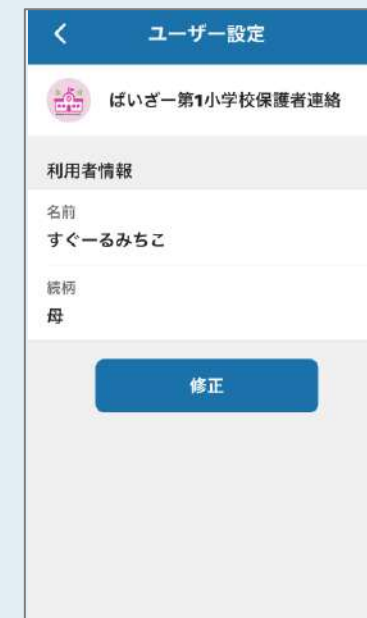 ユーザー設定
ぱいざー第1小学校保護者連絡
利用者情報
名前
すぐーるみちこ
続柄
母
修正